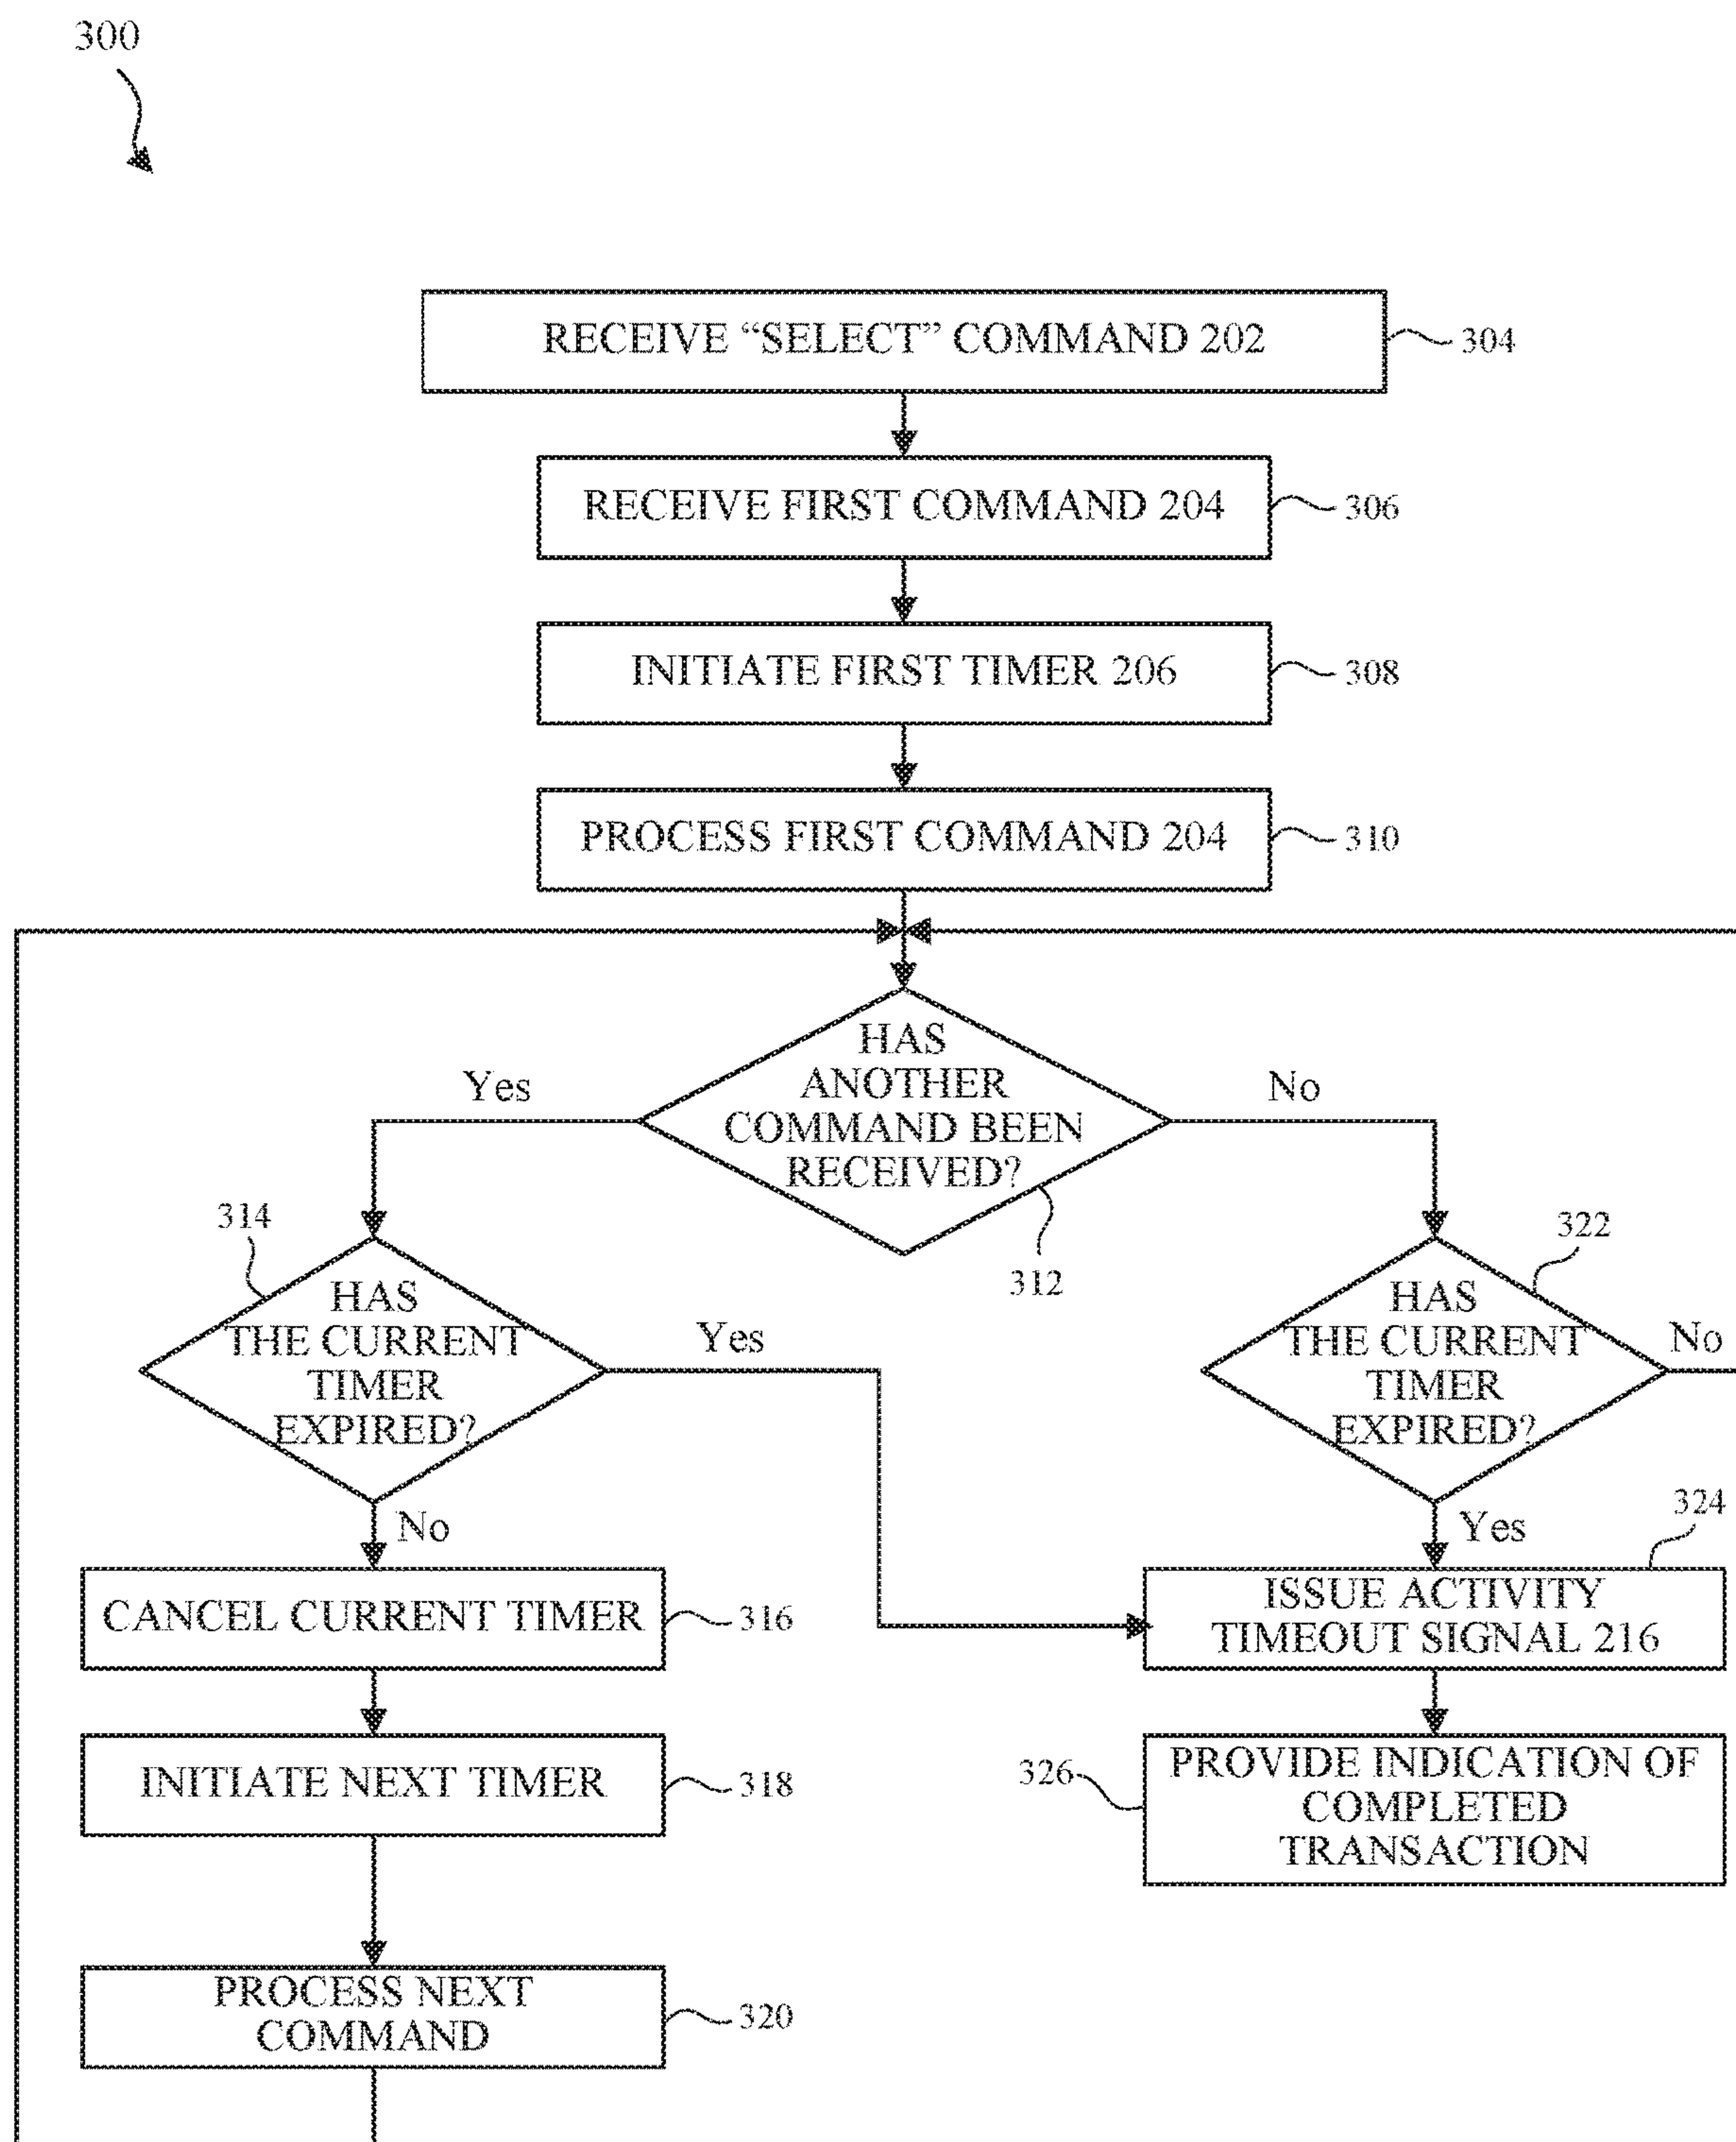 300
RECEIVE “SELECT” COMMAND 202
304
RECEIVE FIRST COMMAND 204
306
INITIATE FIRST TIMER 206
308
PROCESS FIRST COMMAND 204
310
HAS
ANOTHER
COMMAND BEEN
RECEIVED?
Yes
No
312
314
HAS
THE CURRENT
TIMER
EXPIRED?
Yes
No
322
HAS
THE CURRENT
TIMER
EXPIRED?
No
Yes
CANCEL CURRENT TIMER
316
324
ISSUE ACTIVITY
TIMEOUT SIGNAL 216
INITIATE NEXT TIMER
318
326
PROVIDE INDICATION OF
COMPLETED
TRANSACTION
PROCESS NEXT
COMMAND
320